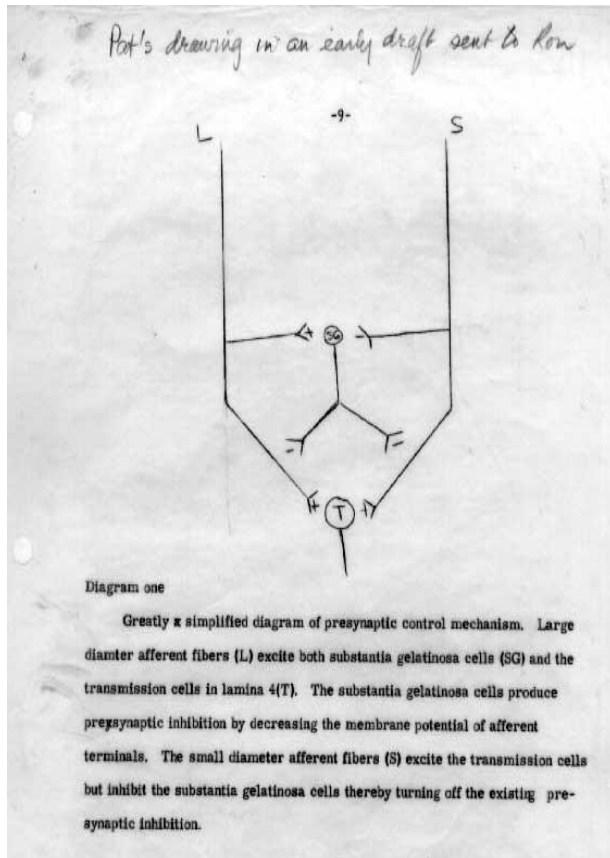 Pat's drawing in an early draft sent to Ron
-9-
L S
+ SG -
- -
+ T +
Diagram one
Greatly x simplified diagram of presynaptic control mechanism. Large
diamter afferent fibers (L) excite both substantia gelatinosa cells (SG) and the
transmission cells in lamina 4(T). The substantia gelatinosa cells produce
presynaptic inhibition by decreasing the membrane potential of afferent
terminals. The small diameter afferent fibers (S) excite the transmission cells
but inhibit the substantia gelatinosa cells thereby turning off the existing pre-
synaptic inhibition.